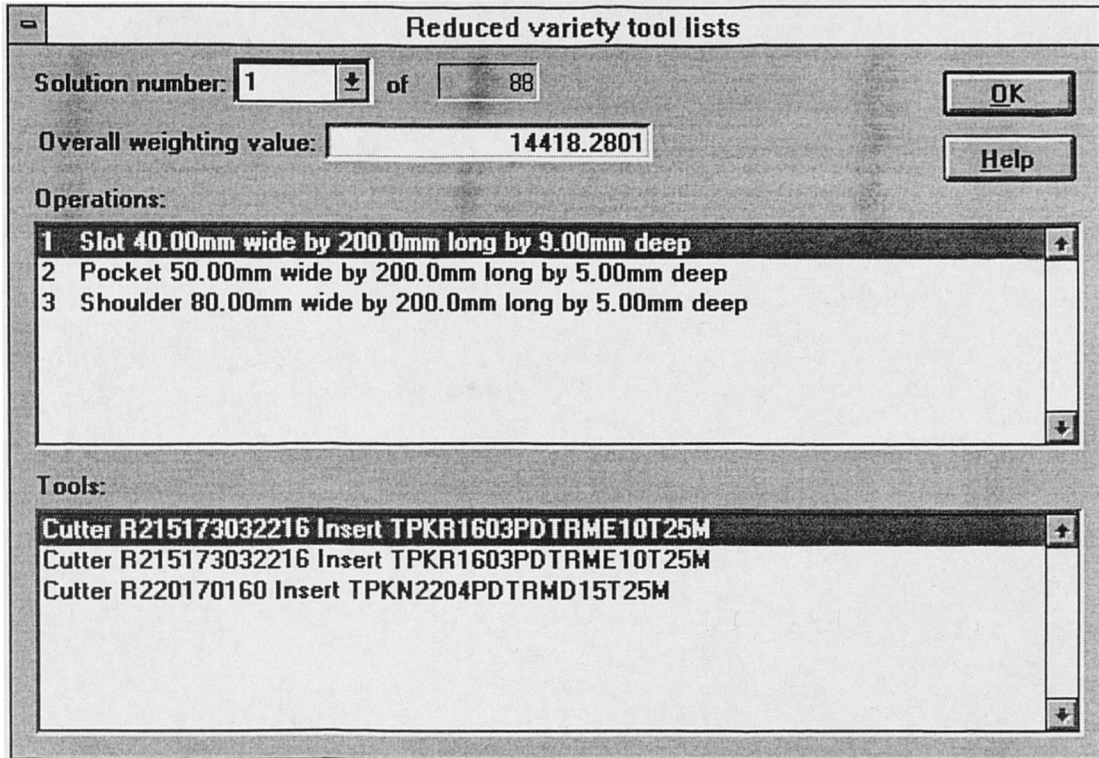 Reduced variety tool lists
Solution number: 1 of 88
OK
Overall weighting value: 14418.2801
Help
Operations:
1 Slot 40.00mm wide by 200.0mm long by 9.00mm deep
2 Pocket 50.00mm wide by 200.0mm long by 5.00mm deep
3 Shoulder 80.00mm wide by 200.0mm long by 5.00mm deep
Tools:
Cutter R215173032216 Insert TPKR1603PDTRME10T25M
Cutter R215173032216 Insert TPKR1603PDTRME10T25M
Cutter R220170160 Insert TPKN2204PDTRMD15T25M